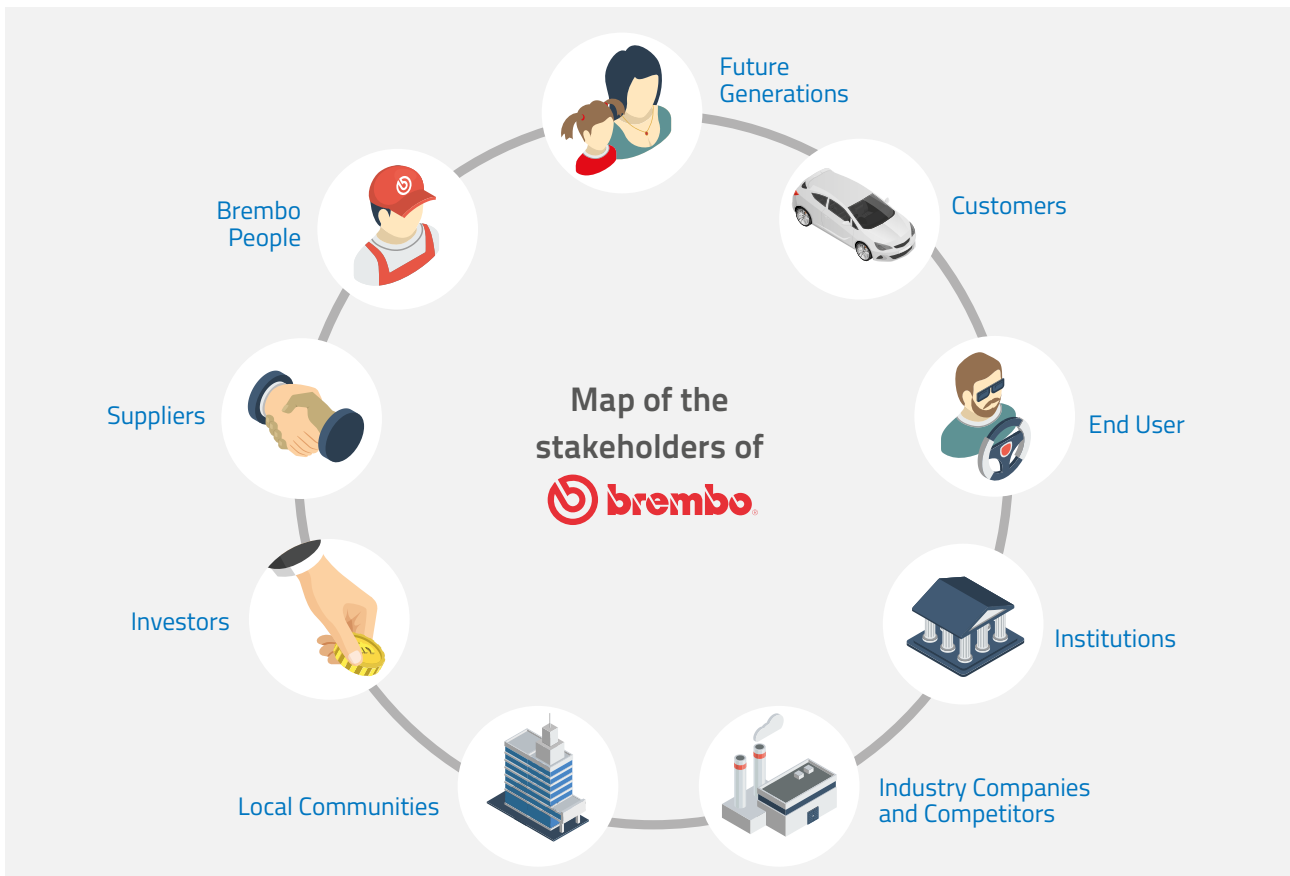 Future
Generations
Customers
End User
Institutions
Industry Companies
and Competitors
Local Communities
Investors
Suppliers
Brembo
People
Map of the
stakeholders of
brembo®